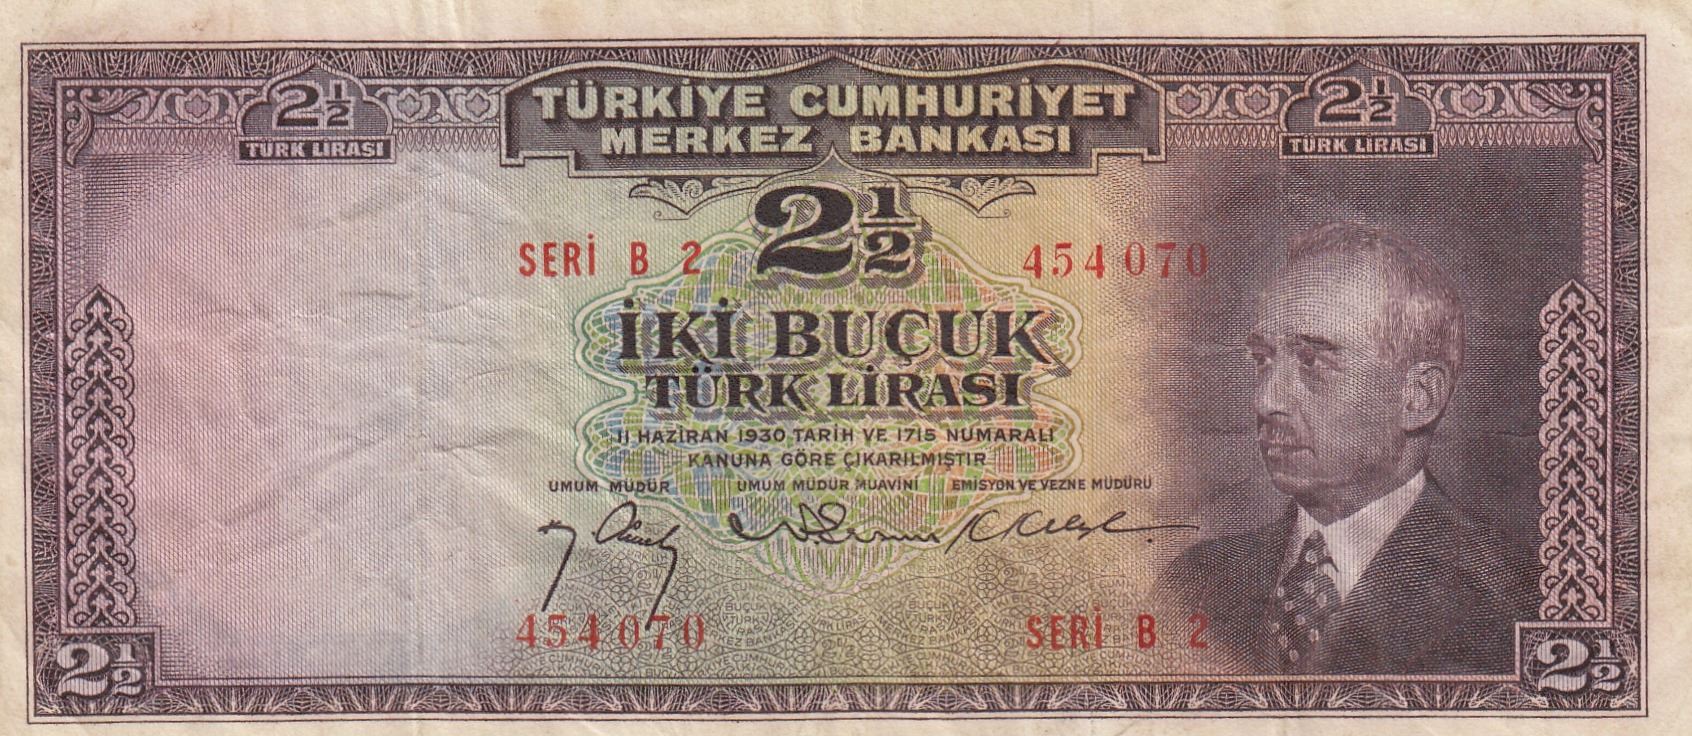 TÜRKİYE CUMHURİYET
MERKEZ BANKASI
2½
TÜRK LİRASI
2½
TÜRK LİRASI
2½
SERİ B 2
454070
İKİ BUÇUK
TÜRK LİRASI
11 HAZİRAN 1930 TARİH VE 1715 NUMARALI
KANUNA GÖRE ÇIKARILMIŞTIR
UMUM MÜDÜR
UMUM MÜDÜR MUAVİNİ
EMİSYON VE VEZNE MÜDÜRÜ
454070
SERİ B 2
2½
2½